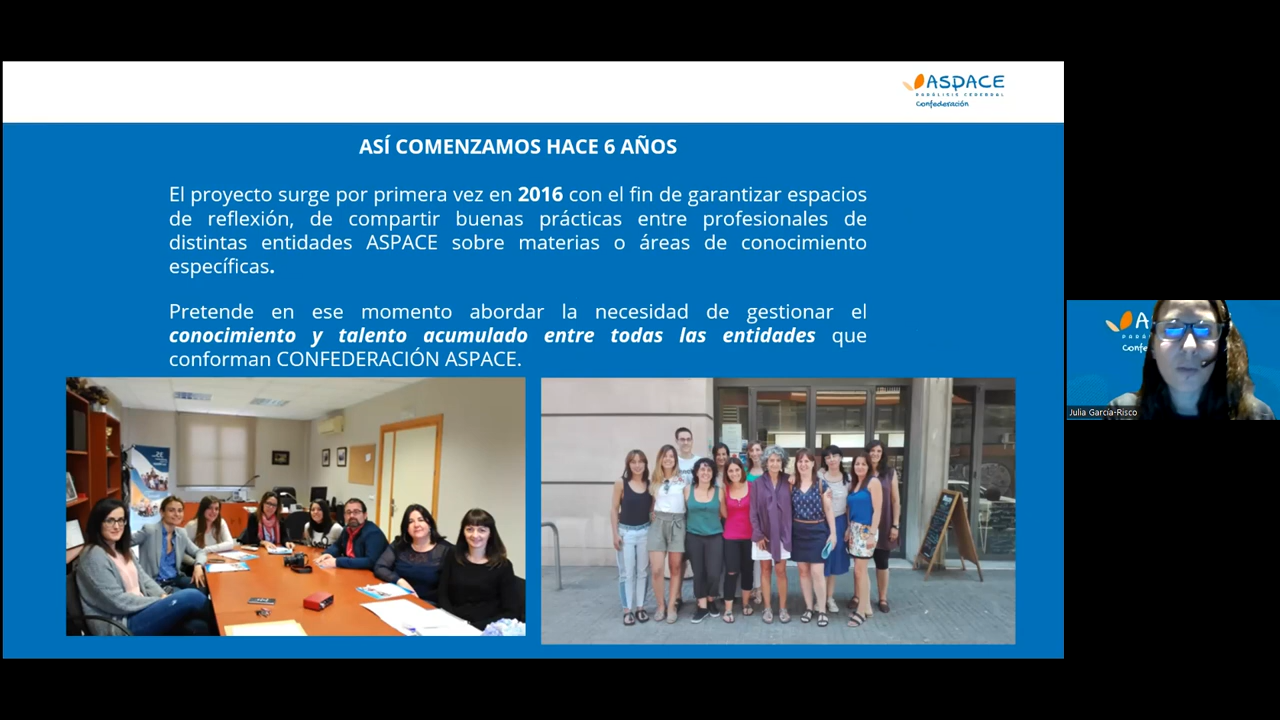 ASPACE
PARÁLISIS CEREBRAL
Confederación
ASÍ COMENZAMOS HACE 6 AÑOS
El proyecto surge por primera vez en 2016 con el fin de garantizar espacios
de reflexión, de compartir buenas prácticas entre profesionales de
distintas entidades ASPACE sobre materias o áreas de conocimiento
específicas.
Pretende en ese momento abordar la necesidad de gestionar el
conocimiento y talento acumulado entre todas las entidades que
conforman CONFEDERACIÓN ASPACE.
A
Confe
Julia García-Risco